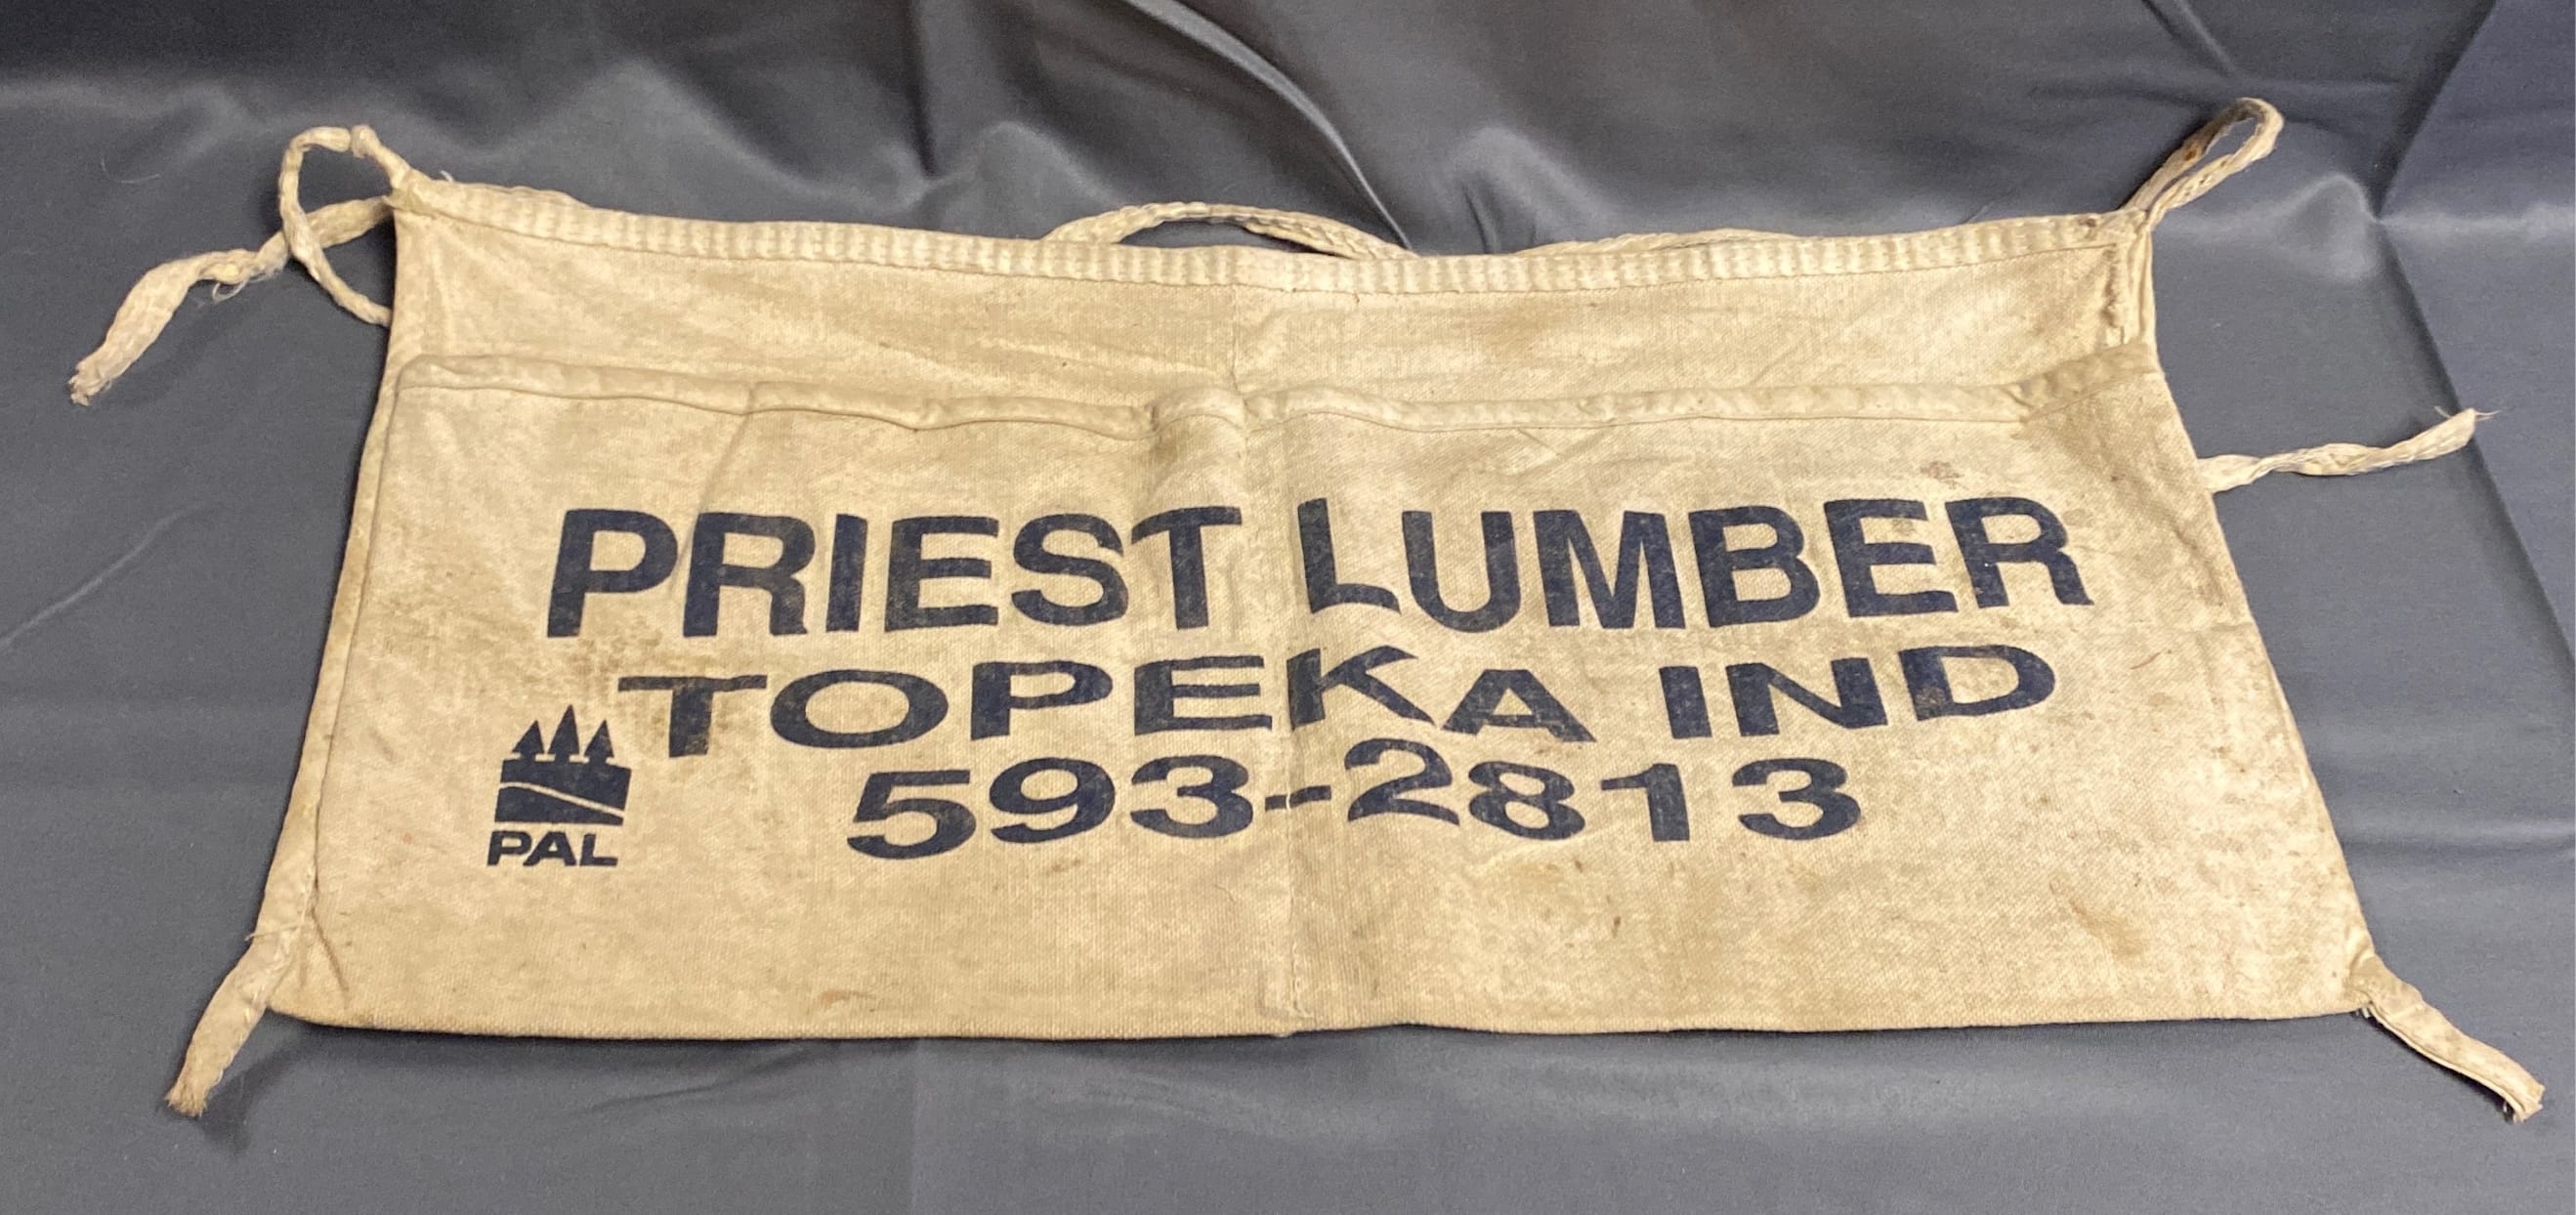 PRIEST LUMBER
TOPEKA IND
593-2813
PAL